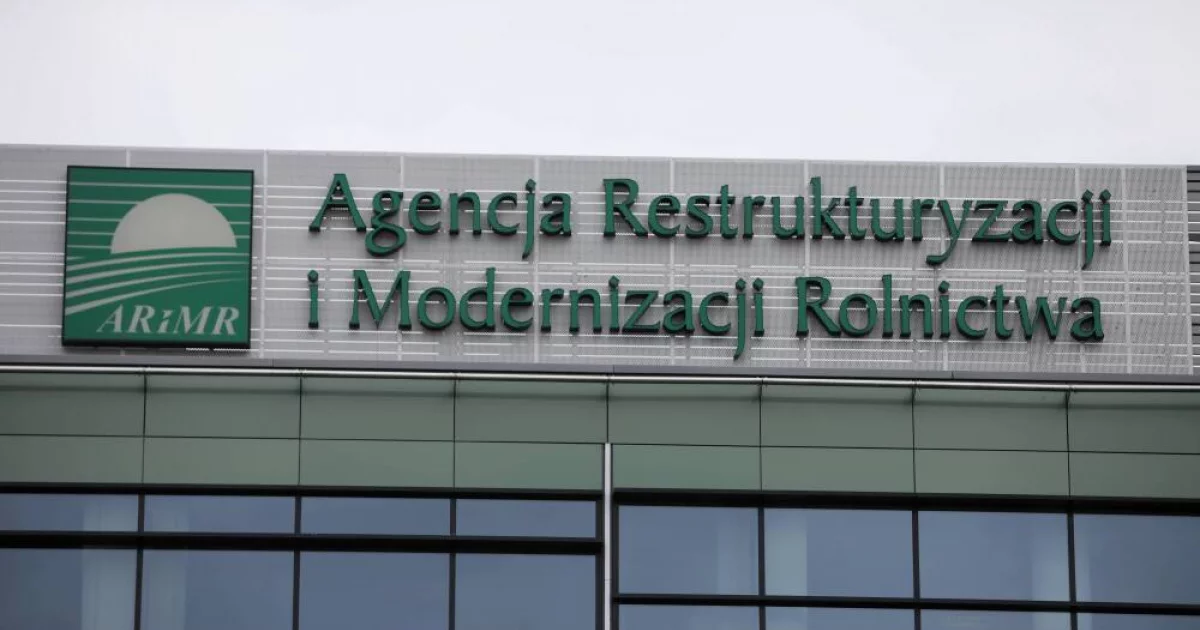 Agencja Restrukturyzacji
i Modernizacji Rolnictwa
ARiMR